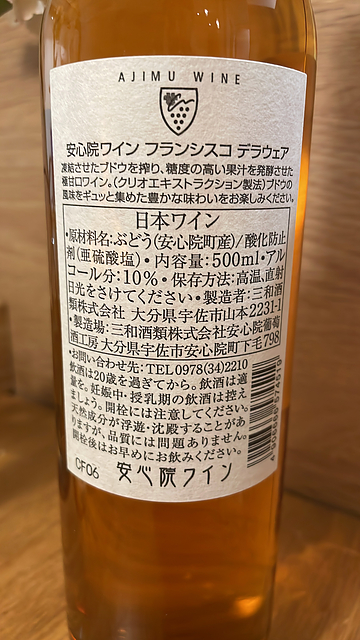 AJIMU WINE
安心院ワイン フランシスコ デラウェア
凍結させたブドウを搾り、糖度の高い果汁を発酵させた
極甘口ワイン。(クリオエキストラクション製法)ブドウの
風味をギュッと集めた豊かな味わいをお楽しみください。
日本ワイン
・原材料名:ぶどう(安心院町産)/酸化防止
剤(亜硫酸塩)・内容量:500ml・アル
コール分:10%・保存方法:高温、直射
日光をさけてください・製造者:三和酒
類株式会社 大分県宇佐市山本2231-1
・製造場:三和酒類株式会社安心院葡萄
酒工房 大分県宇佐市安心院町下毛798
・お問い合わせ先:TEL0978(34)2210
飲酒は20歳を過ぎてから。飲酒は適
量を。妊娠中・授乳期の飲酒は控え
ましょう。開栓には注意してください。
天然成分が浮遊・沈殿することがあ
りますが、品質には問題ありません。
開栓後はお早めにお飲みください。
CF06 安心院ワイン